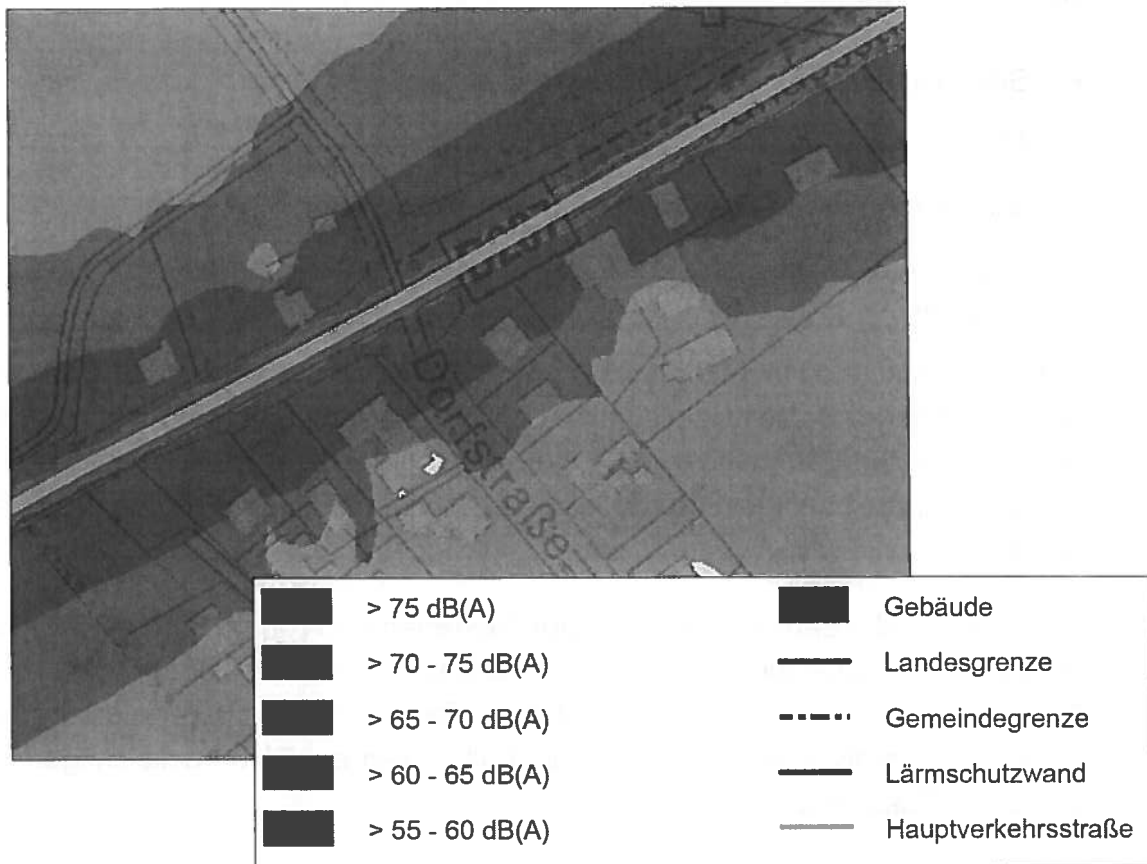 B207
Dorfstraße
> 75 dB(A)
> 70 - 75 dB(A)
> 65 - 70 dB(A)
> 60 - 65 dB(A)
> 55 - 60 dB(A)
Gebäude
Landesgrenze
Gemeindegrenze
Lärmschutzwand
Hauptverkehrsstraße